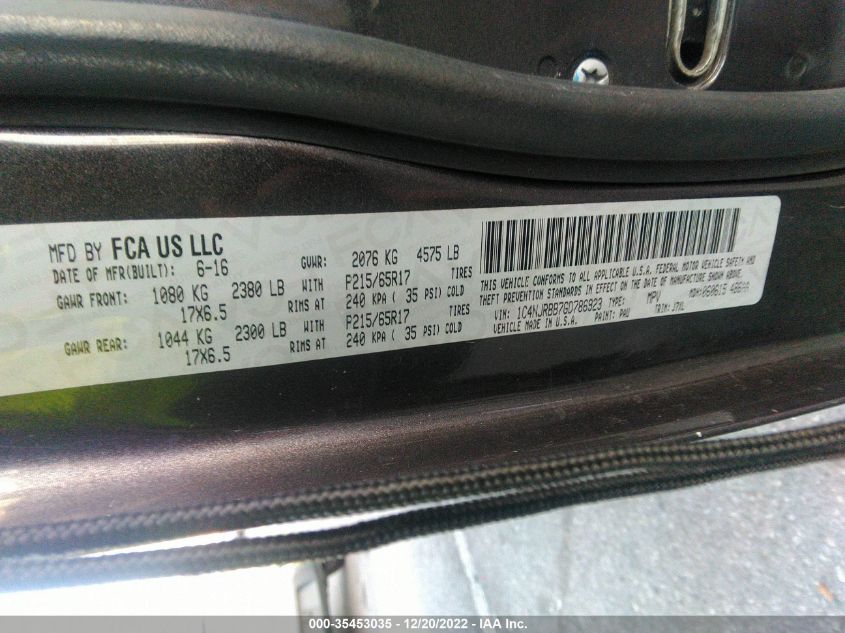 MFD BY FCA US LLC
DATE OF MFR(BUILT): 6-16 GVWR: 2076 KG 4575 LB
GAWR FRONT: 1080 KG 2380 LB WITH P215/65R17 TIRES
17X6.5 RIMS AT 240 KPA ( 35 PSI) COLD
GAWR REAR: 1044 KG 2300 LB WITH P215/65R17 TIRES
17X6.5 RIMS AT 240 KPA ( 35 PSI) COLD
THIS VEHICLE CONFORMS TO ALL APPLICABLE U.S.A. FEDERAL MOTOR VEHICLE SAFETY AND
THEFT PREVENTION STANDARDS IN EFFECT ON THE DATE OF MANUFACTURE SHOWN ABOVE.
VIN: 1C4NJRBB7GD786923 TYPE: MPV MDH: 060615
VEHICLE MADE IN U.S.A. PAINT: PAU TRIM: J7XL
000-35453035 - 12/20/2022 - IAA Inc.